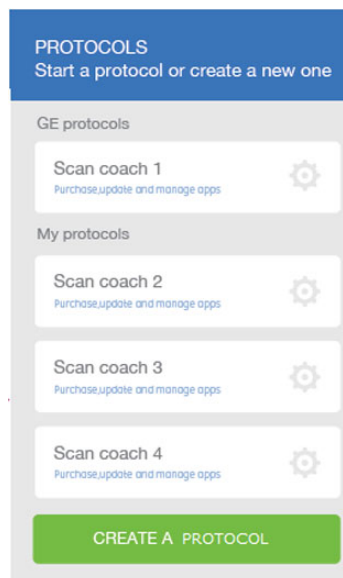 PROTOCOLS
Start a protocol or create a new one
GE protocols
Scan coach 1
Purchase,update and manage apps
My protocols
Scan coach 2
Purchase,update and manage apps
Scan coach 3
Purchase,update and manage apps
Scan coach 4
Purchase,update and manage apps
CREATE A PROTOCOL